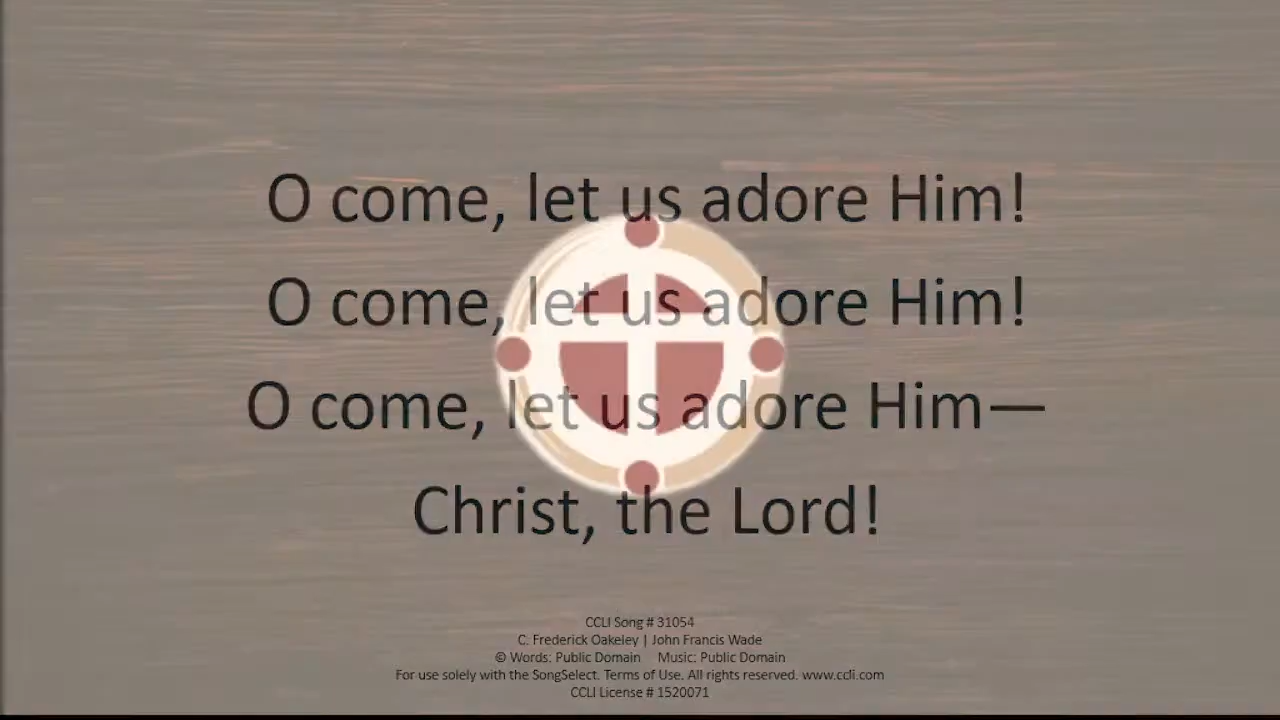 O come, let us adore Him!
O come, let us adore Him!
O come, let us adore Him—
Christ, the Lord!
CCLI Song # 31054
C. Frederick Oakeley | John Francis Wade
© Words: Public Domain Music: Public Domain
For use solely with the SongSelect. Terms of Use. All rights reserved. www.ccli.com
CCLI License # 1520071